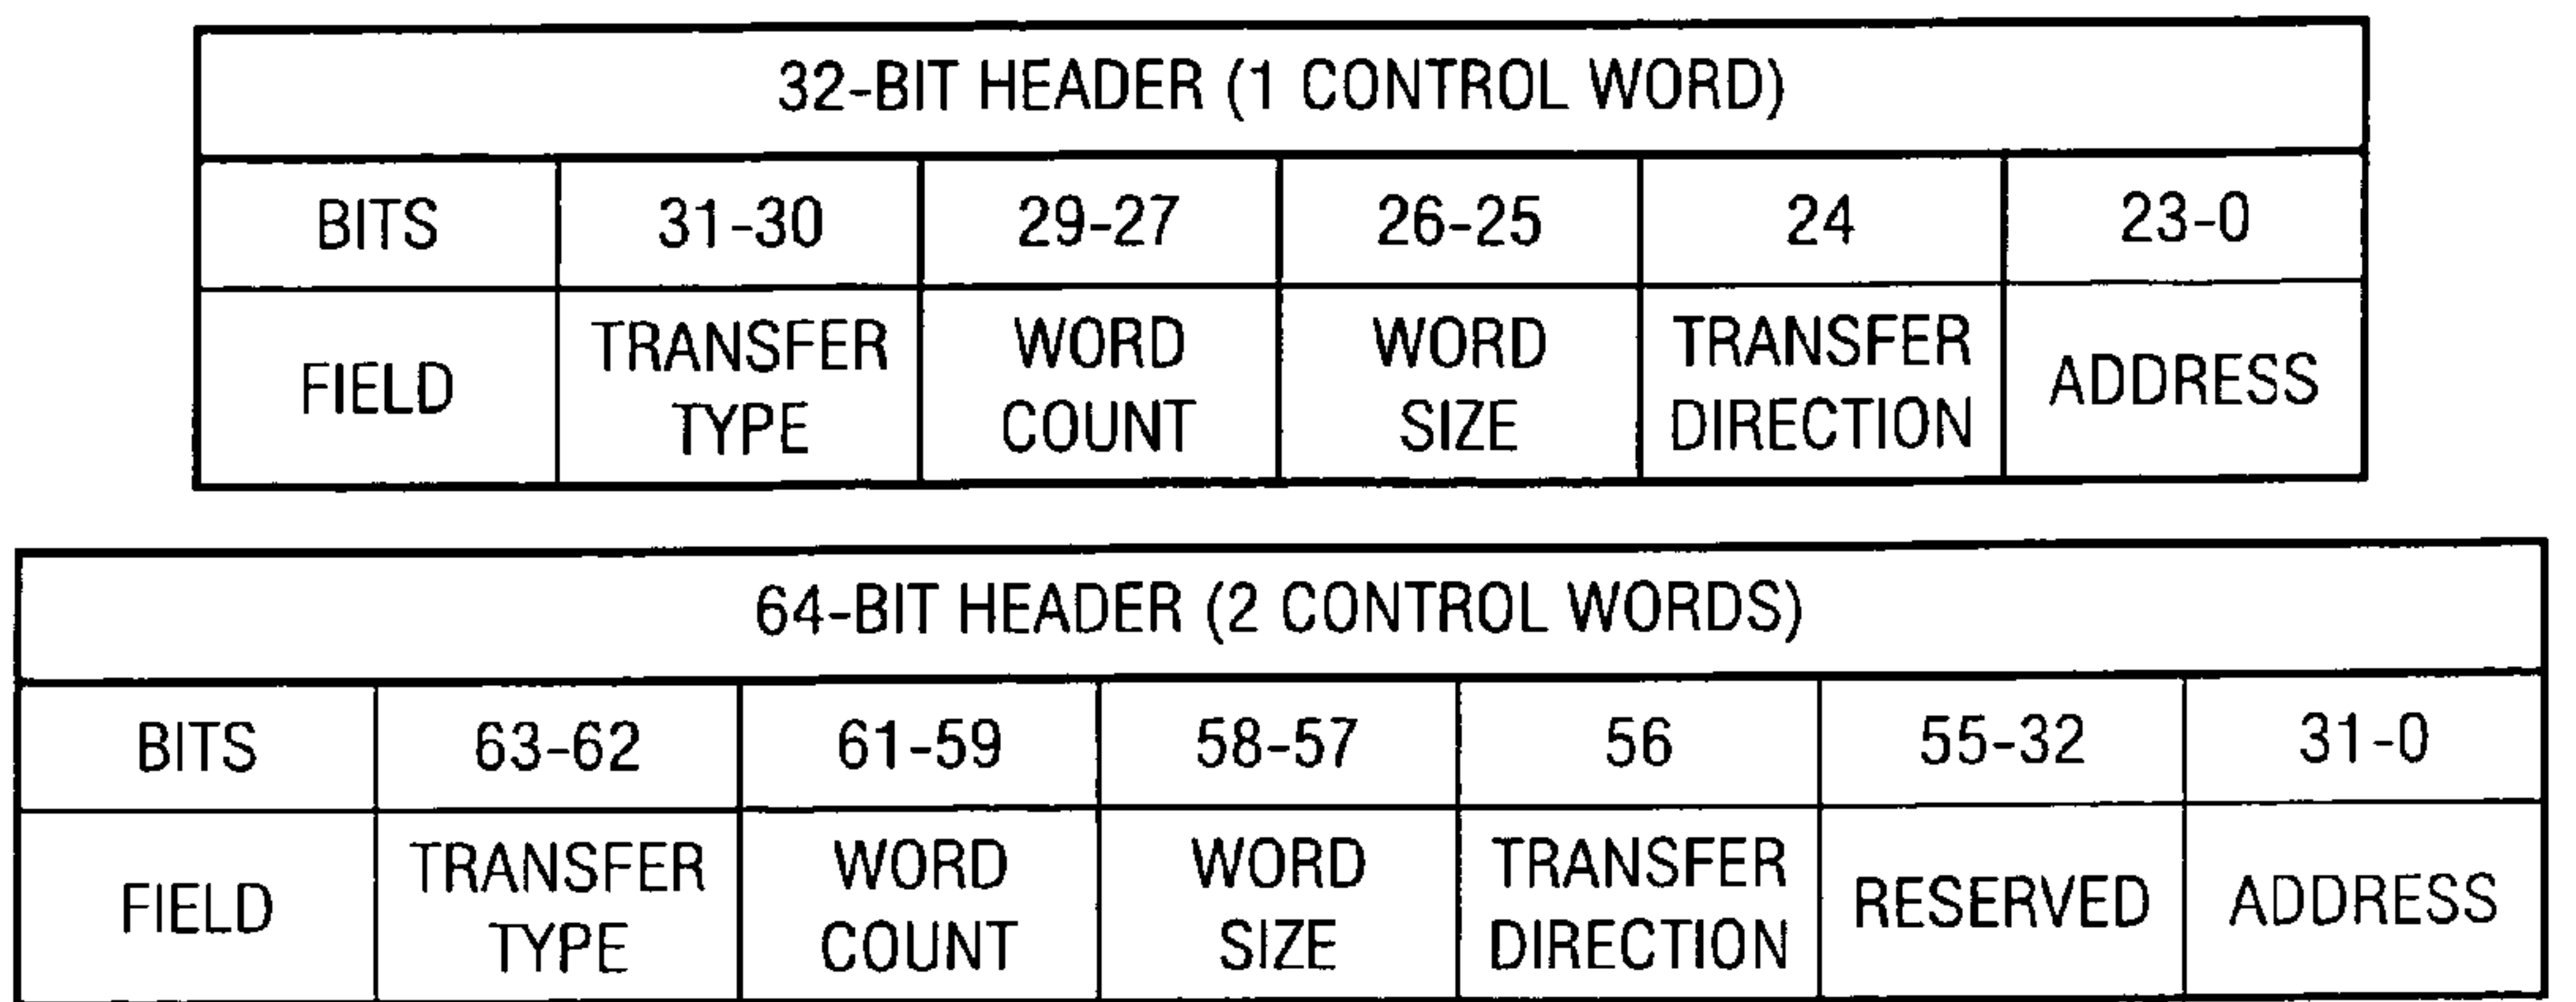 32-BIT HEADER (1 CONTROL WORD)
BITS 31-30 29-27 26-25 24 23-0
FIELD TRANSFER TYPE WORD COUNT WORD SIZE TRANSFER DIRECTION ADDRESS
64-BIT HEADER (2 CONTROL WORDS)
BITS 63-62 61-59 58-57 56 55-32 31-0
FIELD TRANSFER TYPE WORD COUNT WORD SIZE TRANSFER DIRECTION RESERVED ADDRESS